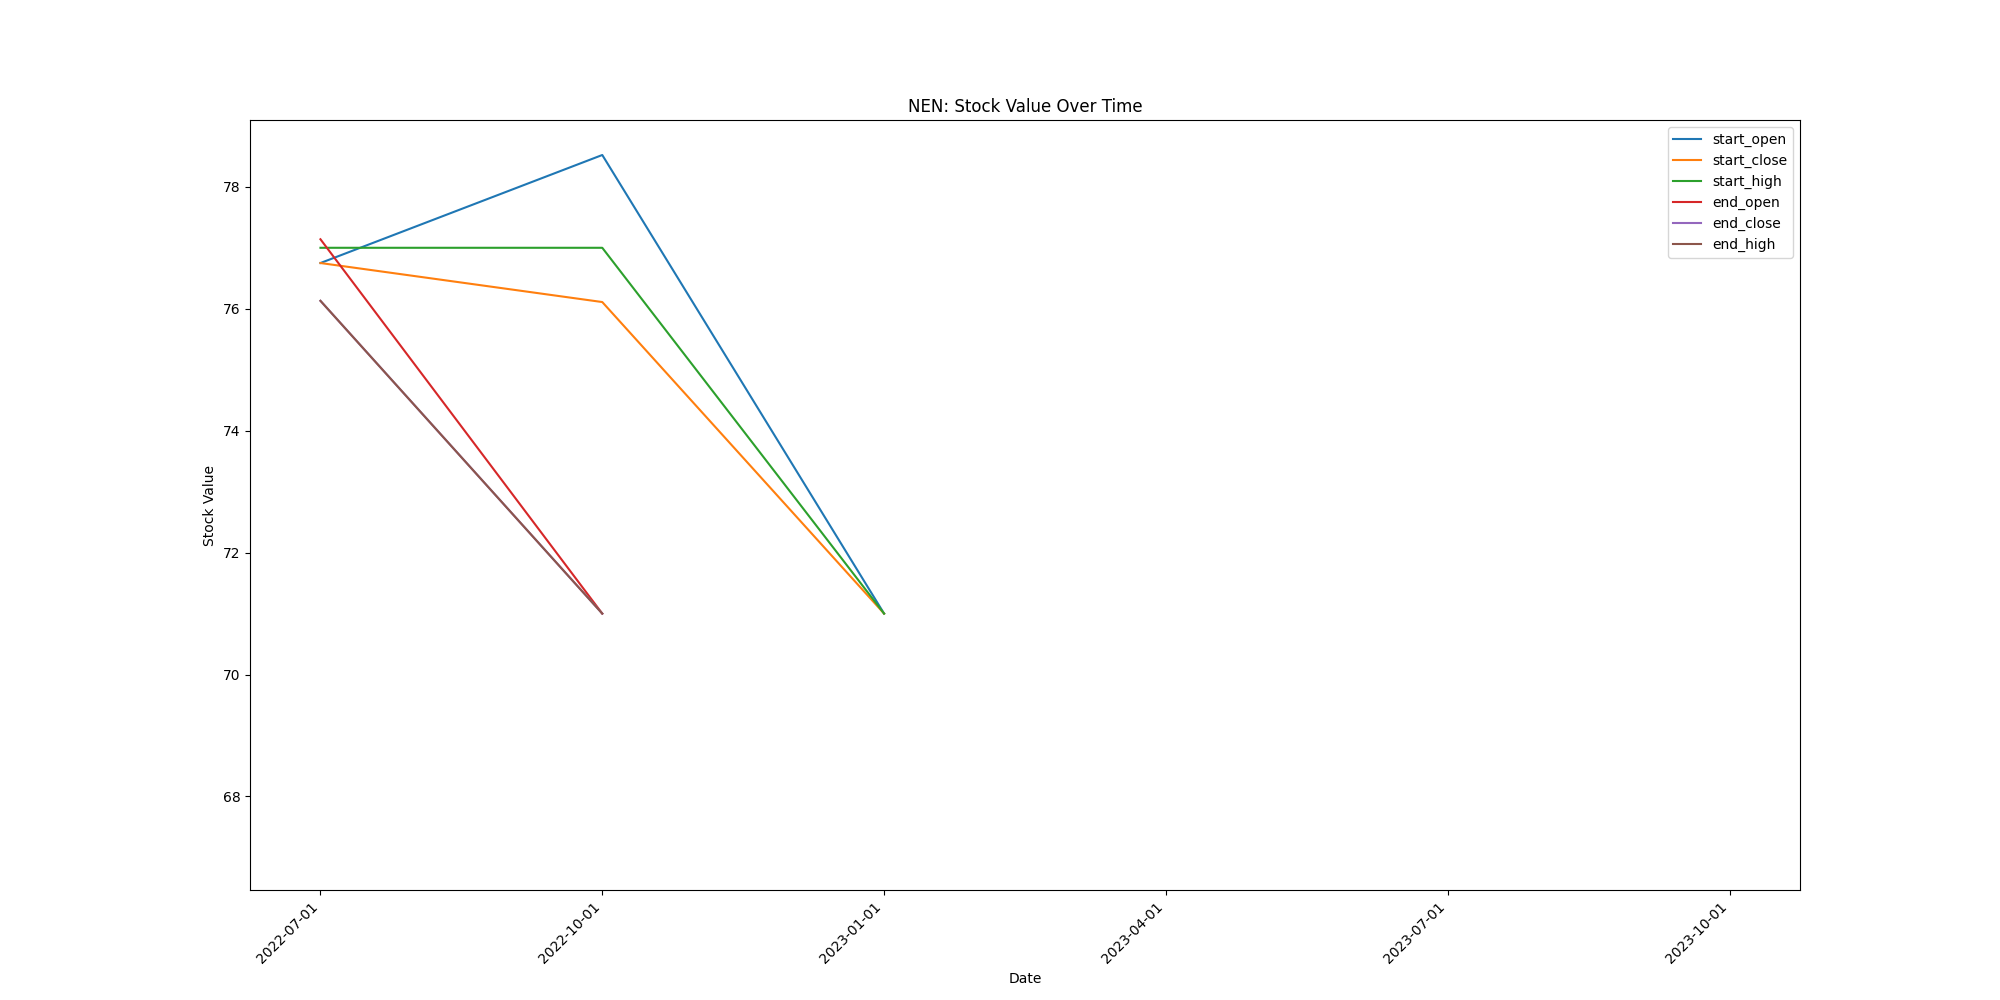 NEN: Stock Value Over Time
start_open
start_close
start_high
end_open
end_close
end_high
Stock Value
78
76
74
72
70
68
2022-07-01
2022-10-01
2023-01-01
2023-04-01
2023-07-01
2023-10-01
Date